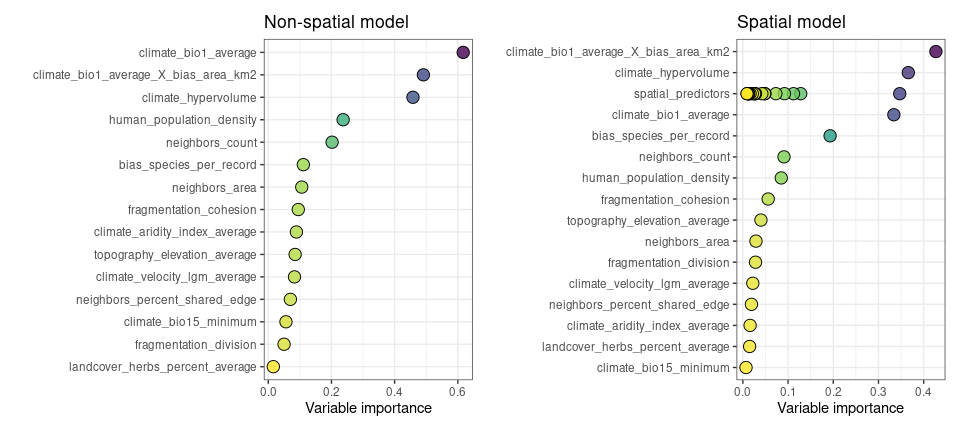 Non-spatial model
climate_bio1_average
climate_bio1_average_X_bias_area_km2
climate_hypervolume
human_population_density
neighbors_count
bias_species_per_record
neighbors_area
fragmentation_cohesion
climate_aridity_index_average
topography_elevation_average
climate_velocity_lgm_average
neighbors_percent_shared_edge
climate_bio15_minimum
fragmentation_division
landcover_herbs_percent_average
0.0 0.2 0.4 0.6
Variable importance
Spatial model
climate_bio1_average_X_bias_area_km2
climate_hypervolume
spatial_predictors
climate_bio1_average
bias_species_per_record
neighbors_count
human_population_density
fragmentation_cohesion
topography_elevation_average
neighbors_area
fragmentation_division
climate_velocity_lgm_average
neighbors_percent_shared_edge
climate_aridity_index_average
landcover_herbs_percent_average
climate_bio15_minimum
0.0 0.1 0.2 0.3 0.4
Variable importance